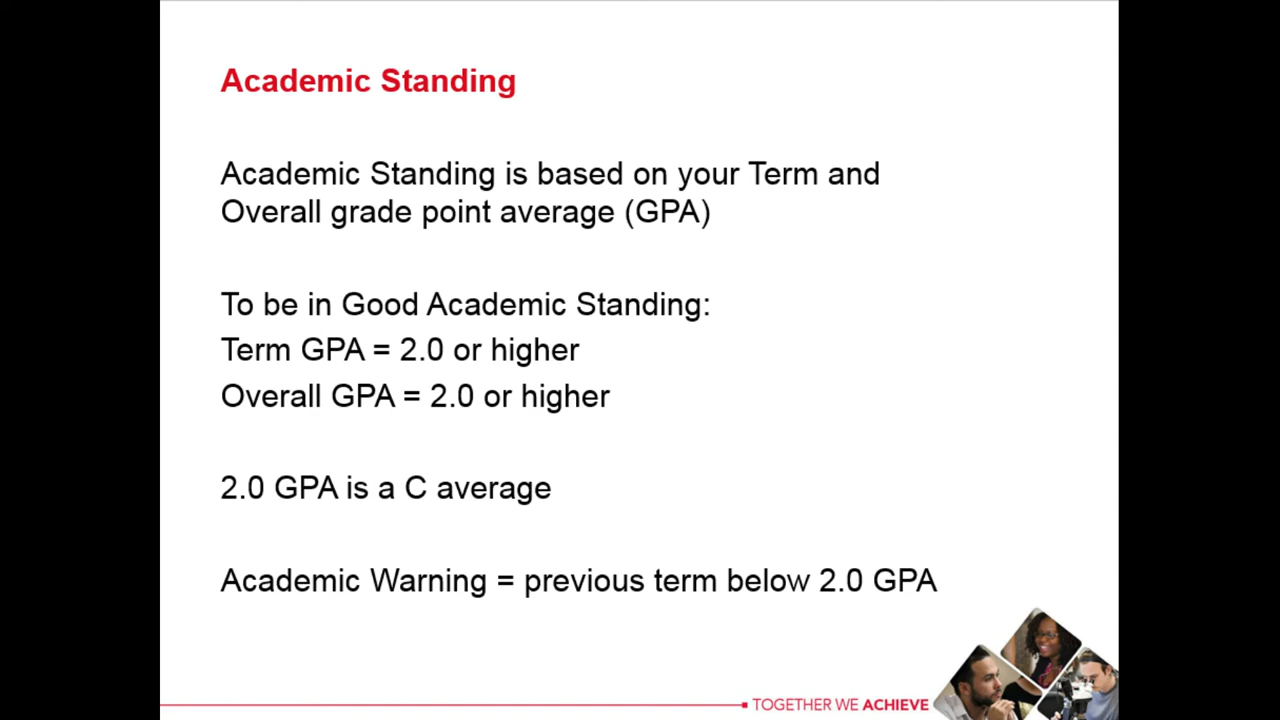 Academic Standing
Academic Standing is based on your Term and
Overall grade point average (GPA)
To be in Good Academic Standing:
Term GPA = 2.0 or higher
Overall GPA = 2.0 or higher
2.0 GPA is a C average
Academic Warning = previous term below 2.0 GPA
TOGETHER WE ACHIEVE